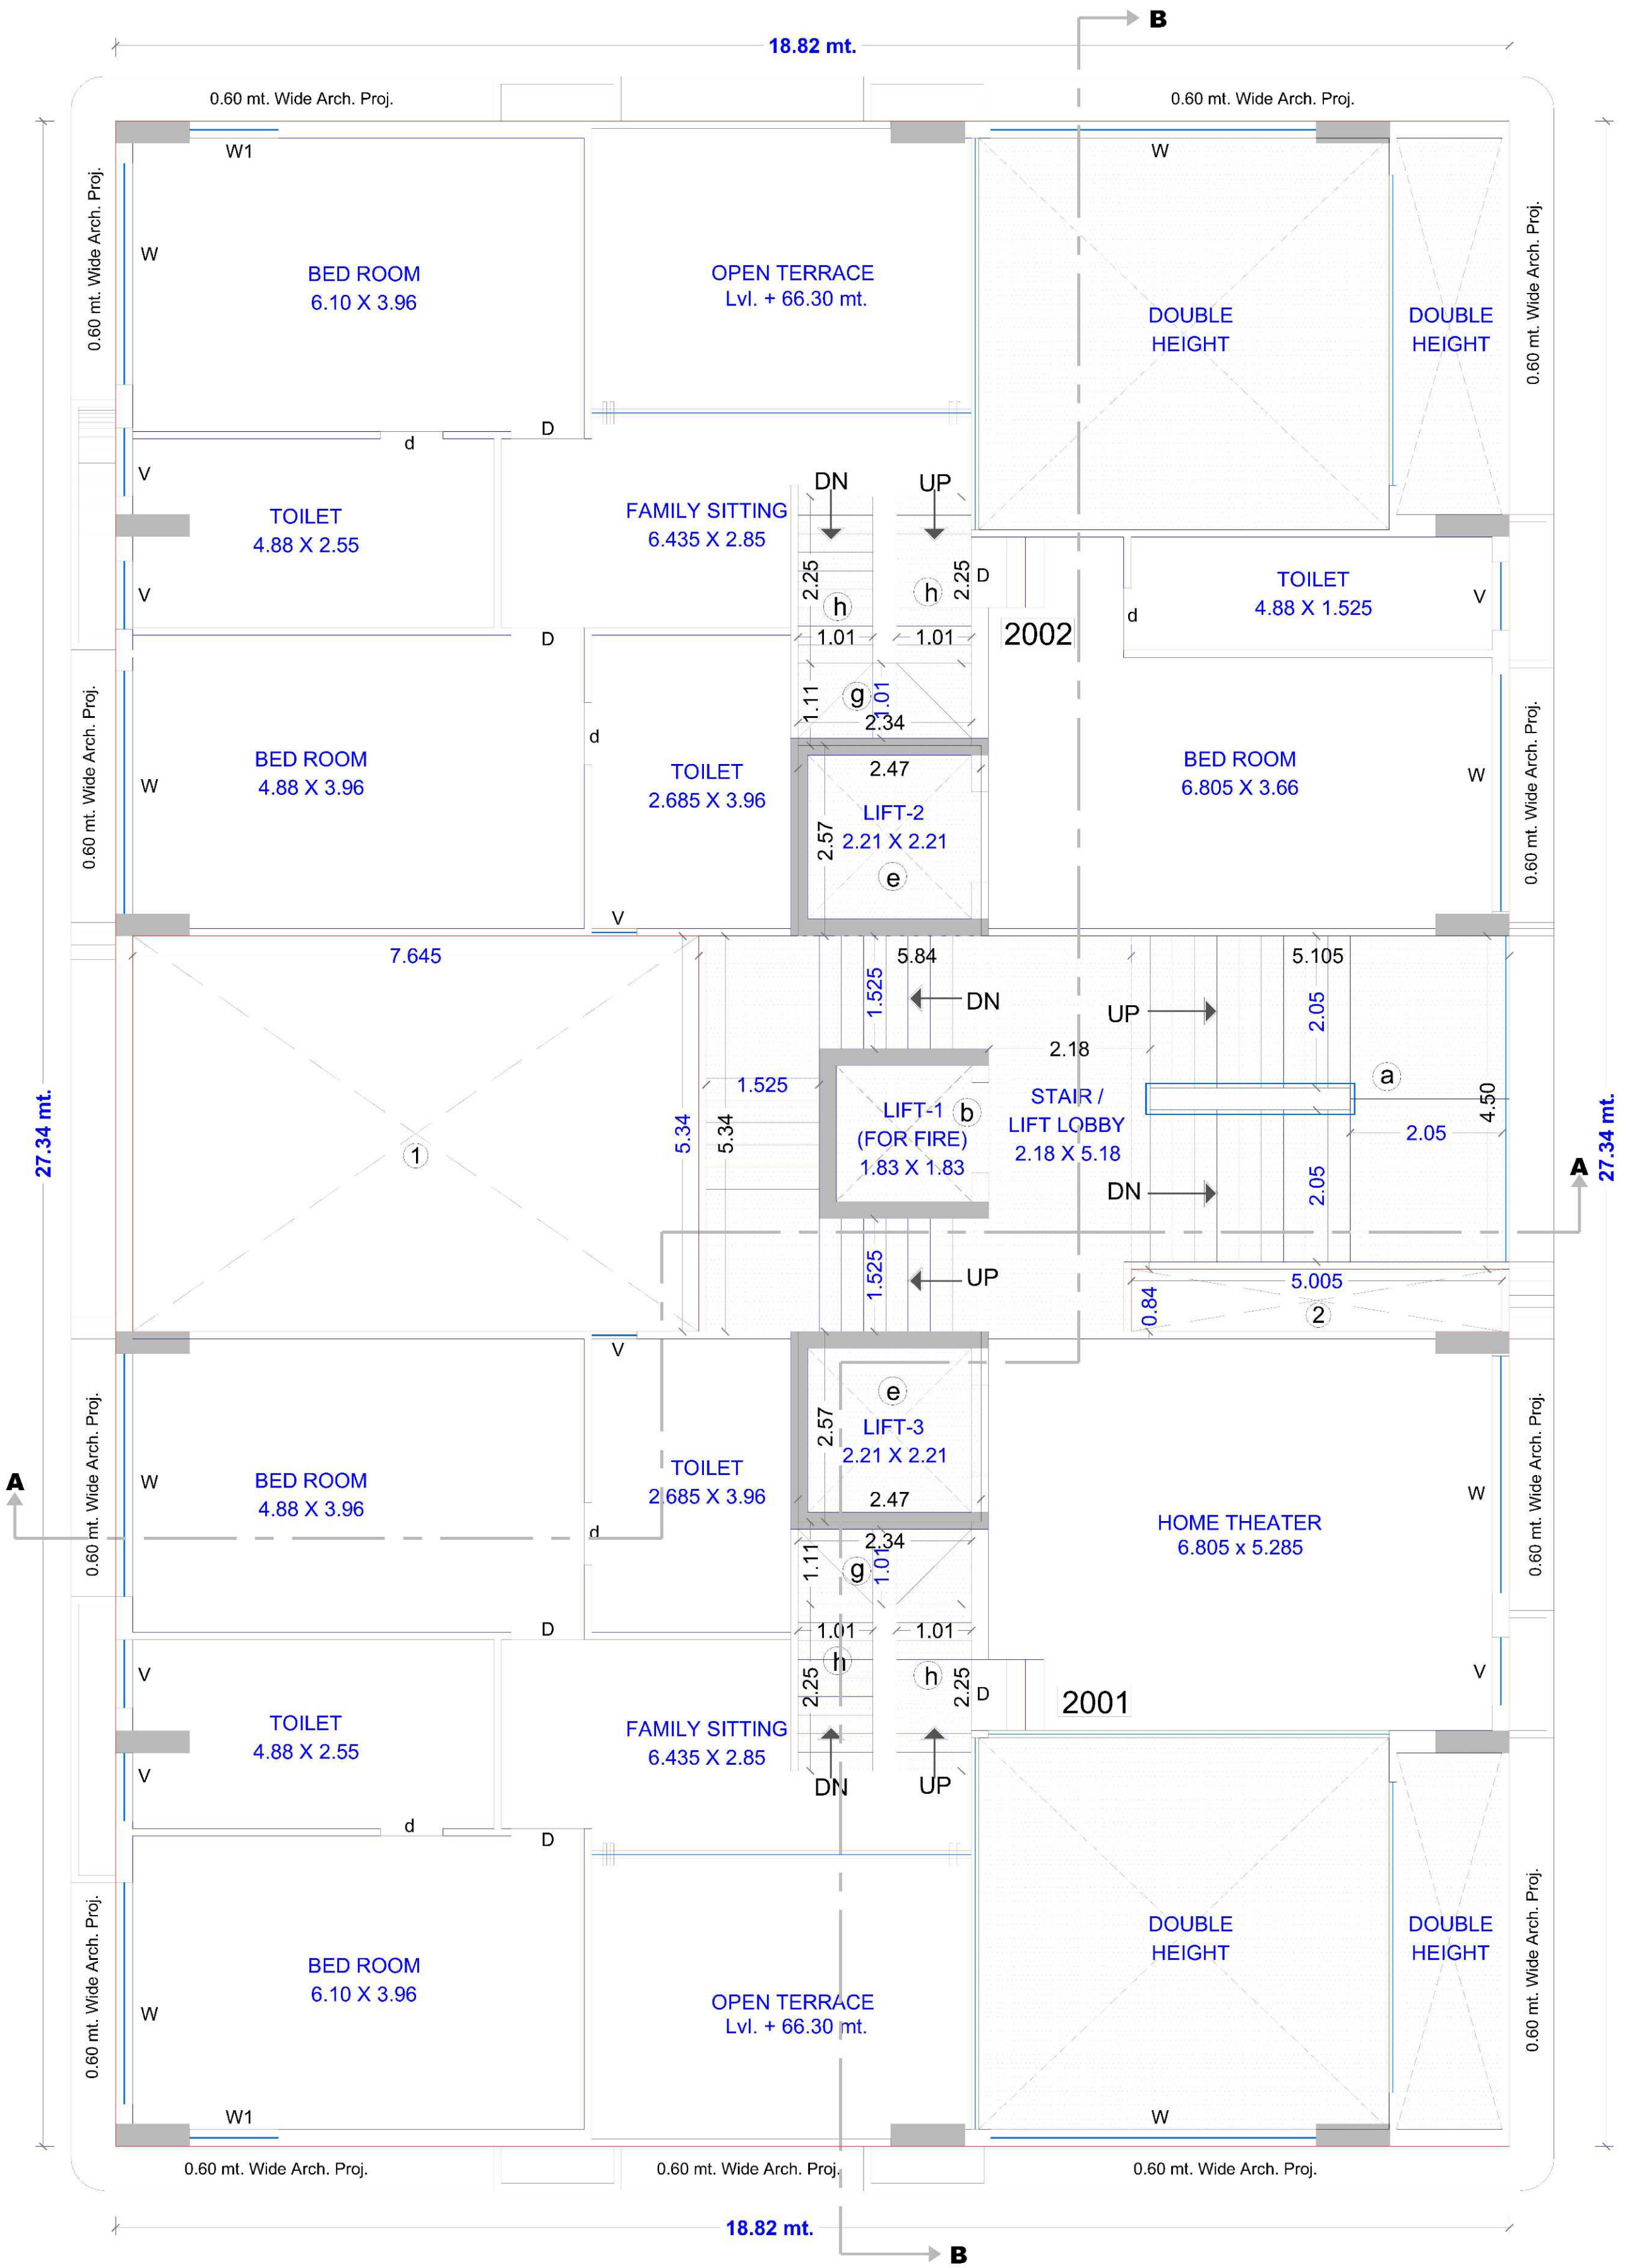 B
18.82 mt.
0.60 mt. Wide Arch. Proj.
0.60 mt. Wide Arch. Proj.
W1
W
0.60 mt. Wide Arch. Proj.
W
BED ROOM
6.10 X 3.96
OPEN TERRACE
Lvl. + 66.30 mt.
DOUBLE
HEIGHT
DOUBLE
HEIGHT
0.60 mt. Wide Arch. Proj.
D
d
V
DN
UP
TOILET
4.88 X 2.55
FAMILY SITTING
6.435 X 2.85
2.25
h
h
2.25
D
TOILET
4.88 X 1.525
V
V
d
D
1.01
1.01
2002
0.60 mt. Wide Arch. Proj.
1.11
g
1.01
2.34
d
0.60 mt. Wide Arch. Proj.
BED ROOM
4.88 X 3.96
W
TOILET
2.685 X 3.96
2.47
LIFT-2
2.21 X 2.21
2.57
e
BED ROOM
6.805 X 3.66
W
V
7.645
5.84
5.105
1.525
DN
UP
2.05
2.18
a
1.525
5.34
5.34
LIFT-1
(FOR FIRE)
1.83 X 1.83
b
STAIR /
LIFT LOBBY
2.18 X 5.18
4.50
2.05
27.34 mt.
27.34 mt.
1
A
DN
2.05
1.525
UP
5.005
0.84
2
V
e
0.60 mt. Wide Arch. Proj.
0.60 mt. Wide Arch. Proj.
A
W
BED ROOM
4.88 X 3.96
TOILET
2.685 X 3.96
2.57
LIFT-3
2.21 X 2.21
2.47
W
HOME THEATER
6.805 x 5.285
d
2.34
1.11
g
1.01
D
1.01
1.01
h
h
2.25
2.25
D
2001
V
V
TOILET
4.88 X 2.55
FAMILY SITTING
6.435 X 2.85
V
DN
UP
d
D
0.60 mt. Wide Arch. Proj.
BED ROOM
6.10 X 3.96
W
OPEN TERRACE
Lvl. + 66.30 mt.
DOUBLE
HEIGHT
DOUBLE
HEIGHT
0.60 mt. Wide Arch. Proj.
W1
W
0.60 mt. Wide Arch. Proj.
0.60 mt. Wide Arch. Proj.
0.60 mt. Wide Arch. Proj.
18.82 mt.
B